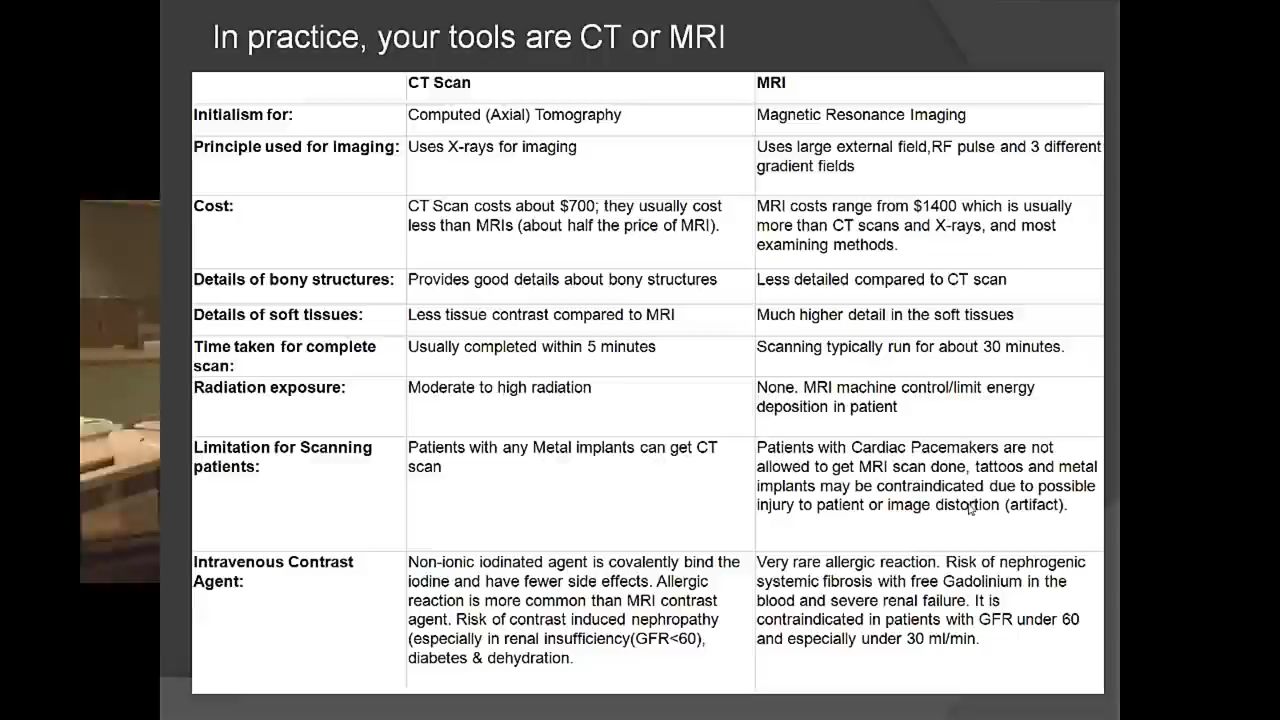 In practice, your tools are CT or MRI
CT Scan MRI
Initialism for: Computed (Axial) Tomography Magnetic Resonance Imaging
Principle used for imaging: Uses X-rays for imaging Uses large external field,RF pulse and 3 different
gradient fields
Cost: CT Scan costs about $700; they usually cost MRI costs range from $1400 which is usually
less than MRIs (about half the price of MRI). more than CT scans and X-rays, and most
examining methods.
Details of bony structures: Provides good details about bony structures Less detailed compared to CT scan
Details of soft tissues: Less tissue contrast compared to MRI Much higher detail in the soft tissues
Time taken for complete Usually completed within 5 minutes Scanning typically run for about 30 minutes.
scan:
Radiation exposure: Moderate to high radiation None. MRI machine control/limit energy
deposition in patient
Limitation for Scanning Patients with any Metal implants can get CT Patients with Cardiac Pacemakers are not
patients: scan allowed to get MRI scan done, tattoos and metal
implants may be contraindicated due to possible
injury to patient or image distortion (artifact).
Intravenous Contrast Non-ionic iodinated agent is covalently bind the Very rare allergic reaction. Risk of nephrogenic
Agent: iodine and have fewer side effects. Allergic systemic fibrosis with free Gadolinium in the
reaction is more common than MRI contrast blood and severe renal failure. It is
agent. Risk of contrast induced nephropathy contraindicated in patients with GFR under 60
(especially in renal insufficiency(GFR<60), and especially under 30 ml/min.
diabetes & dehydration.